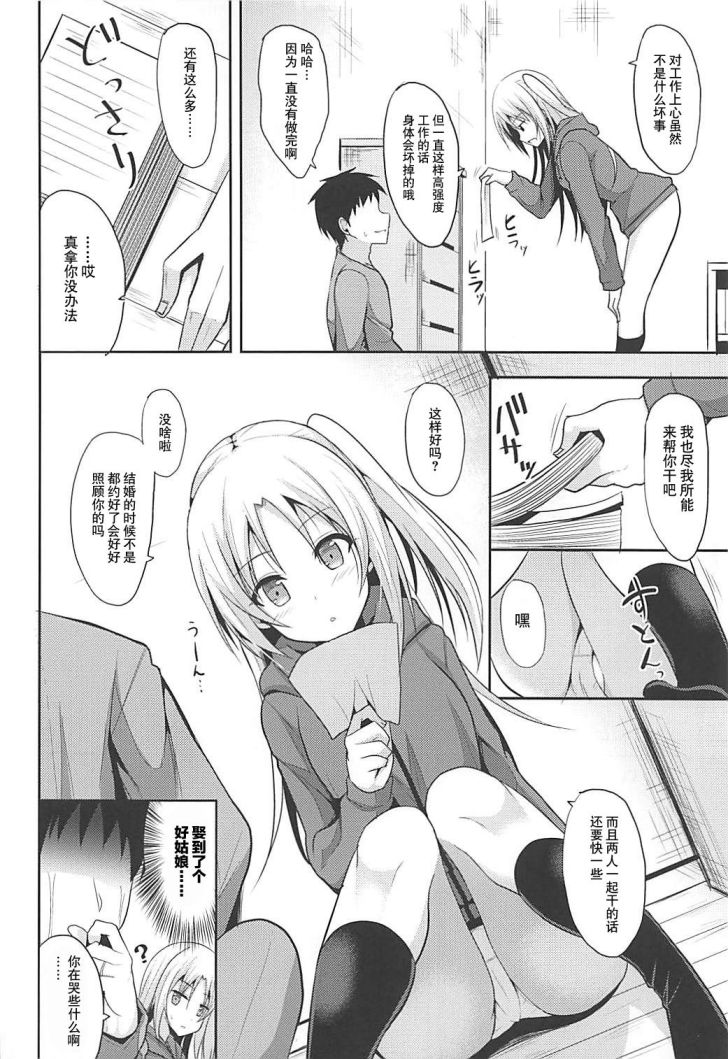 对工作上心虽然
不是什么坏事
ヒラッ
ヒラッ
但一直这样高强度
工作的话
身体会坏掉的哦
哈哈…
因为一直没有做完啊
还有这么多……
どっさり
……哎
真拿你没办法
我也尽我所能
来帮你干吧
バサッ
嘿
すとんっ
这样好吗？
没啥啦
结婚的时候不是
都约好了会好好
照顾你的吗
うーん…
而且两人一起干的话
还要快一些
娶到了个
好姑娘……
?
你在哭些什么啊
……